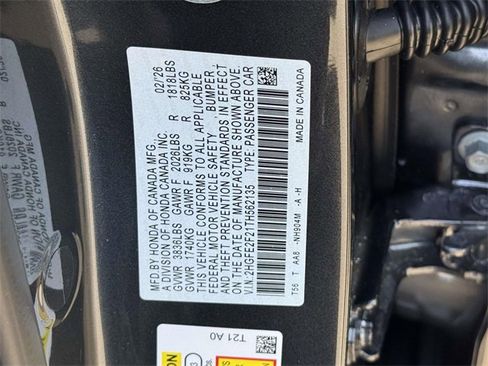 MFD.BY HONDA OF CANADA MFG. 02/'26
A DIVISION OF HONDA CANADA INC.
GVWR 3836LBS GAWR F 2026LBS R 1818LBS
GVWR 1740KG GAWR F 919KG R 825KG
THIS VEHICLE CONFORMS TO ALL APPLICABLE
FEDERAL MOTOR VEHICLE SAFETY, BUMPER
AND THEFT PREVENTION STANDARDS IN EFFECT
ON THE DATE OF MANUFACTURE SHOWN ABOVE.
V.I.N.:2HGFE2F21TH562135 TYPE: PASSENGER CAR
T56 T AA8 -NH904M -A -H MADE IN CANADA
T21 A0